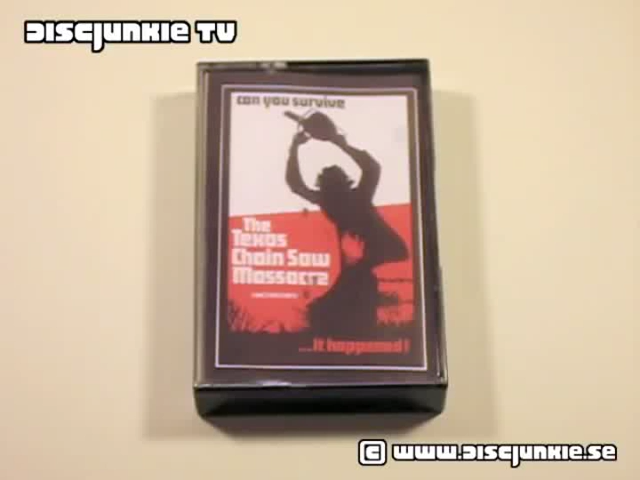 DISCJUNKIE TV
can you survive
The
Texas
Chain Saw
Massacre
...it happened!
© www.DISCJUNKIE.SE